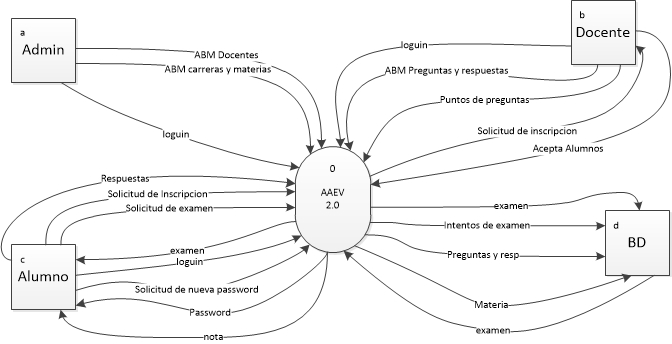 a
Admin
b
Docente
ABM Docentes
ABM carreras y materias
loguin
loguin
ABM Preguntas y respuestas
Puntos de preguntas
Solicitud de inscripcion
Acepta Alumnos
0
AAEV
2.0
Respuestas
Solicitud de Inscripcion
Solicitud de examen
examen
loguin
Solicitud de nueva password
Password
nota
c
Alumno
examen
Intentos de examen
Preguntas y resp
Materia
examen
d
BD